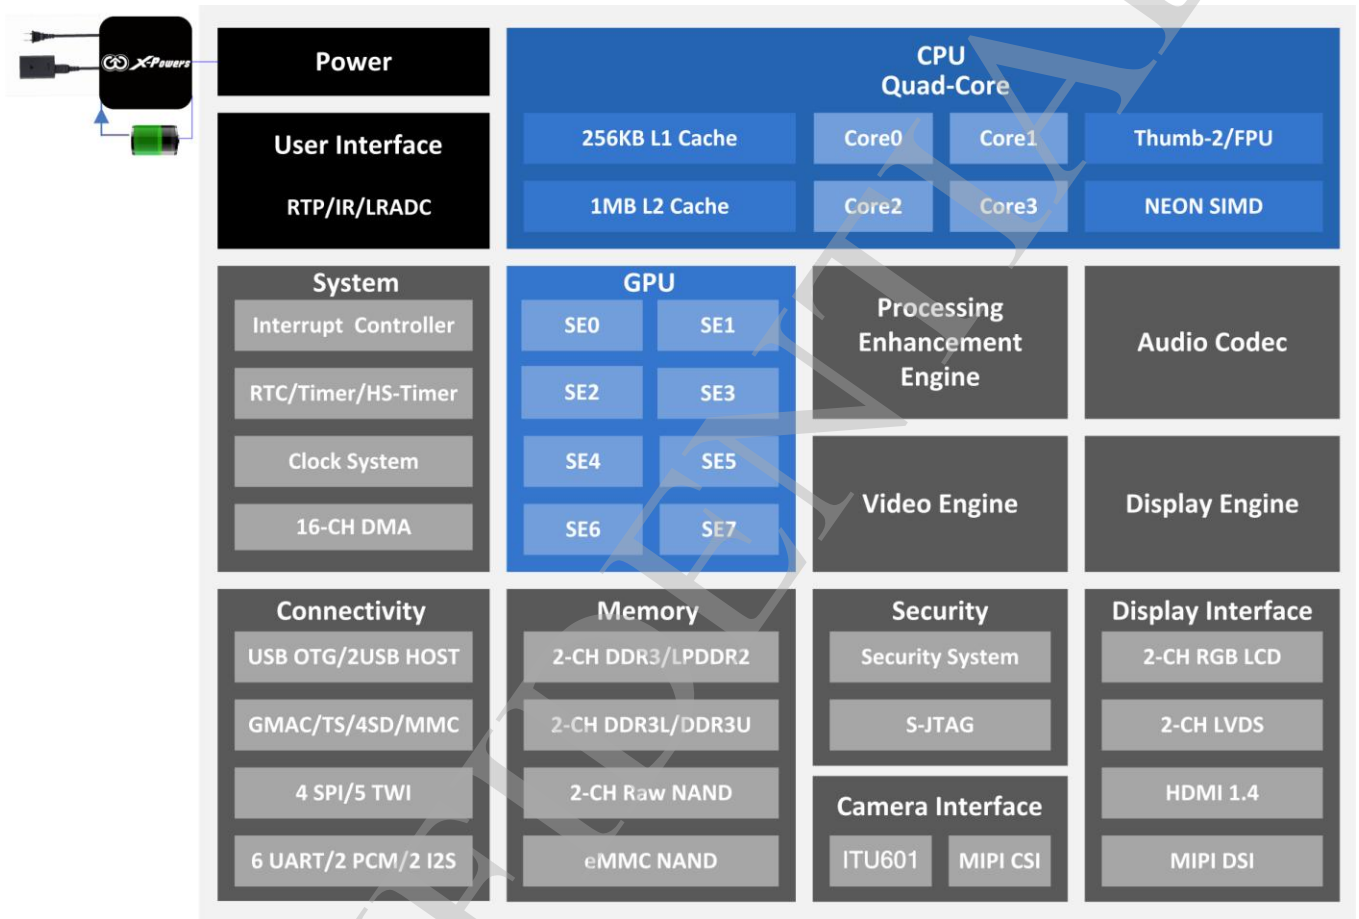 X-Powers
Power
User Interface
RTP/IR/LRADC
CPU
Quad-Core
256KB L1 Cache
Core0
Core1
Thumb-2/FPU
1MB L2 Cache
Core2
Core3
NEON SIMD
System
Interrupt Controller
RTC/Timer/HS-Timer
Clock System
16-CH DMA
GPU
SE0
SE1
SE2
SE3
SE4
SE5
SE6
SE7
Processing
Enhancement
Engine
Audio Codec
Video Engine
Display Engine
Connectivity
USB OTG/2USB HOST
GMAC/TS/4SD/MMC
4 SPI/5 TWI
6 UART/2 PCM/2 I2S
Memory
2-CH DDR3/LPDDR2
2-CH DDR3L/DDR3U
2-CH Raw NAND
eMMC NAND
Security
Security System
S-JTAG
Camera Interface
ITU601
MIPI CSI
Display Interface
2-CH RGB LCD
2-CH LVDS
HDMI 1.4
MIPI DSI